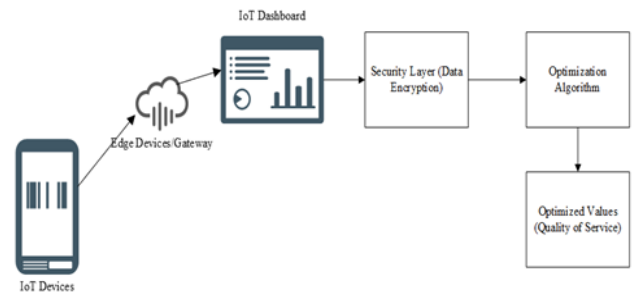 IoT Dashboard
Security Layer (Data
Encryption)
Optimization
Algorithm
Edge Devices/Gateway
Optimized Values
(Quality of Service)
IoT Devices